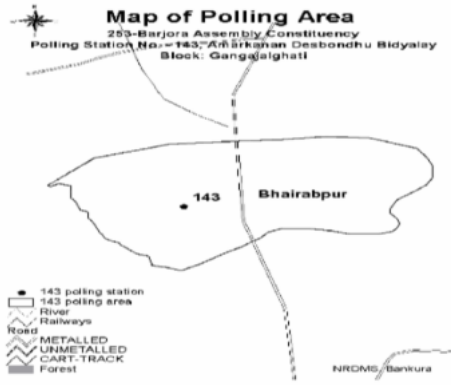 Map of Polling Area
253-Barjora Assembly Constituency
Polling Station No.-143, Amarkanan Desbondhu Bidyalay
Block: Gangajalghati
143
Bhairabpur
143 polling station
143 polling area
River
Railways
Road
METALLED
UNMETALLED
CART-TRACK
Forest
NRDMS, Bankura